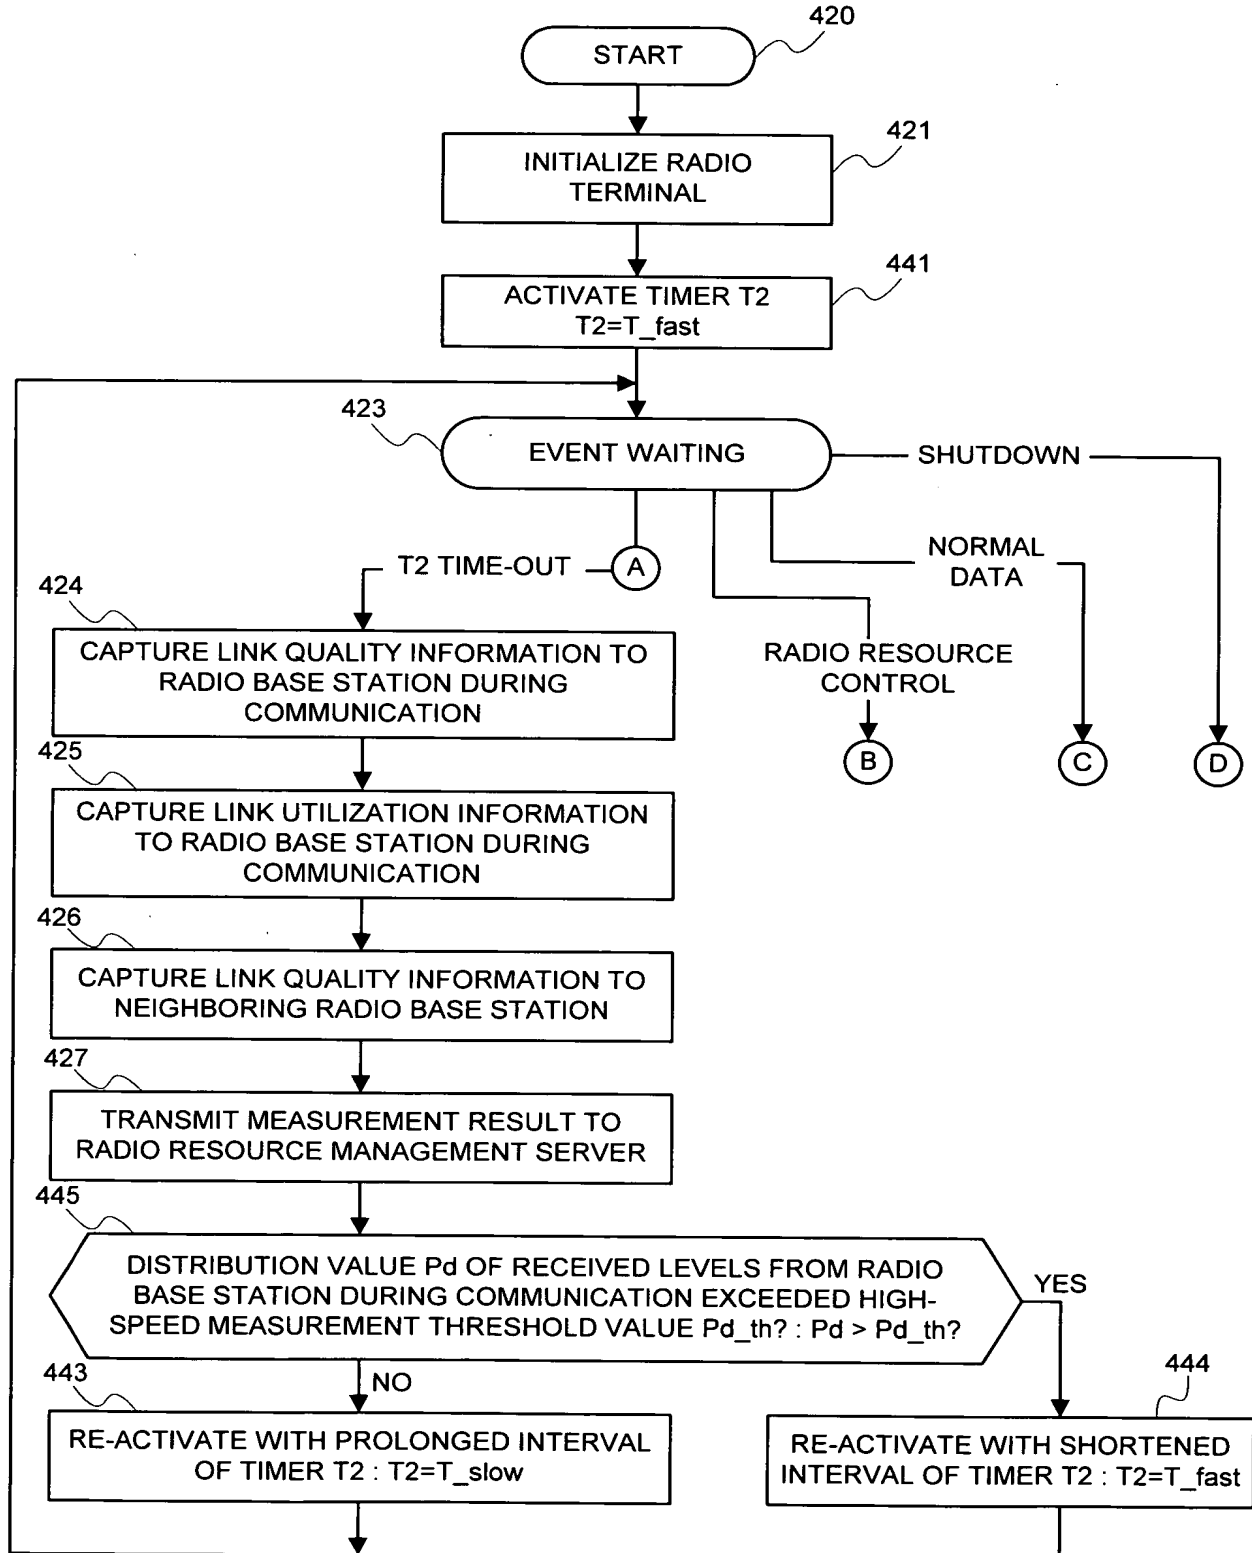 420
START
421
INITIALIZE RADIO
TERMINAL
441
ACTIVATE TIMER T2
T2=T_fast
423
EVENT WAITING
SHUTDOWN
NORMAL
DATA
T2 TIME-OUT
A
424
CAPTURE LINK QUALITY INFORMATION TO
RADIO BASE STATION DURING
COMMUNICATION
RADIO RESOURCE
CONTROL
B
C
D
425
CAPTURE LINK UTILIZATION INFORMATION
TO RADIO BASE STATION DURING
COMMUNICATION
426
CAPTURE LINK QUALITY INFORMATION TO
NEIGHBORING RADIO BASE STATION
427
TRANSMIT MEASUREMENT RESULT TO
RADIO RESOURCE MANAGEMENT SERVER
445
DISTRIBUTION VALUE Pd OF RECEIVED LEVELS FROM RADIO
BASE STATION DURING COMMUNICATION EXCEEDED HIGH-
SPEED MEASUREMENT THRESHOLD VALUE Pd_th? : Pd > Pd_th?
YES
NO
443
RE-ACTIVATE WITH PROLONGED INTERVAL
OF TIMER T2 : T2=T_slow
444
RE-ACTIVATE WITH SHORTENED
INTERVAL OF TIMER T2 : T2=T_fast